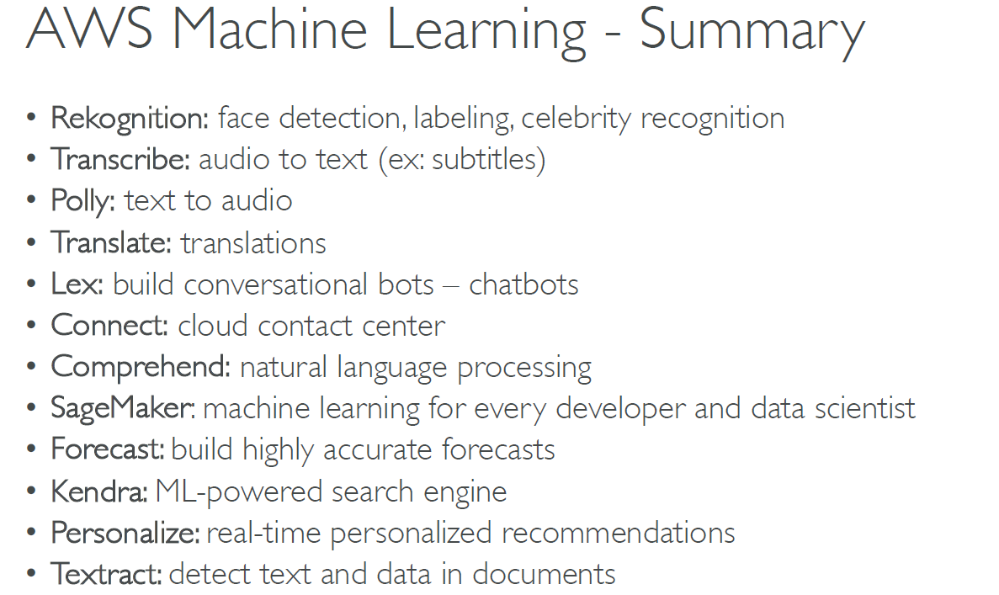 AWS Machine Learning - Summary
• Rekognition: face detection, labeling, celebrity recognition
• Transcribe: audio to text (ex: subtitles)
• Polly: text to audio
• Translate: translations
• Lex: build conversational bots – chatbots
• Connect: cloud contact center
• Comprehend: natural language processing
• SageMaker: machine learning for every developer and data scientist
• Forecast: build highly accurate forecasts
• Kendra: ML-powered search engine
• Personalize: real-time personalized recommendations
• Textract: detect text and data in documents